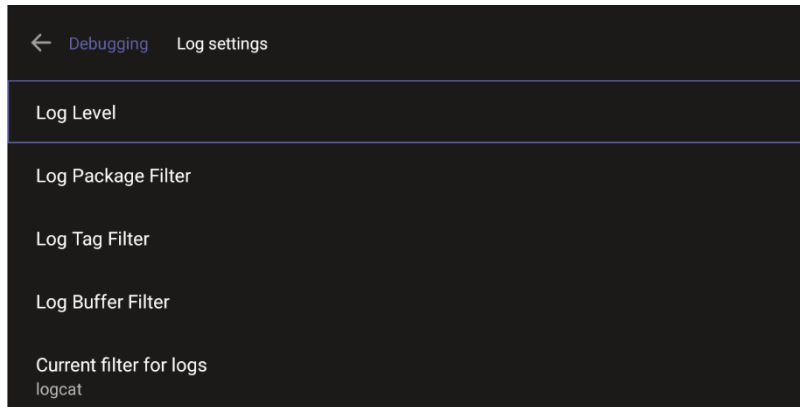 Debugging Log settings
Log Level
Log Package Filter
Log Tag Filter
Log Buffer Filter
Current filter for logs
logcat